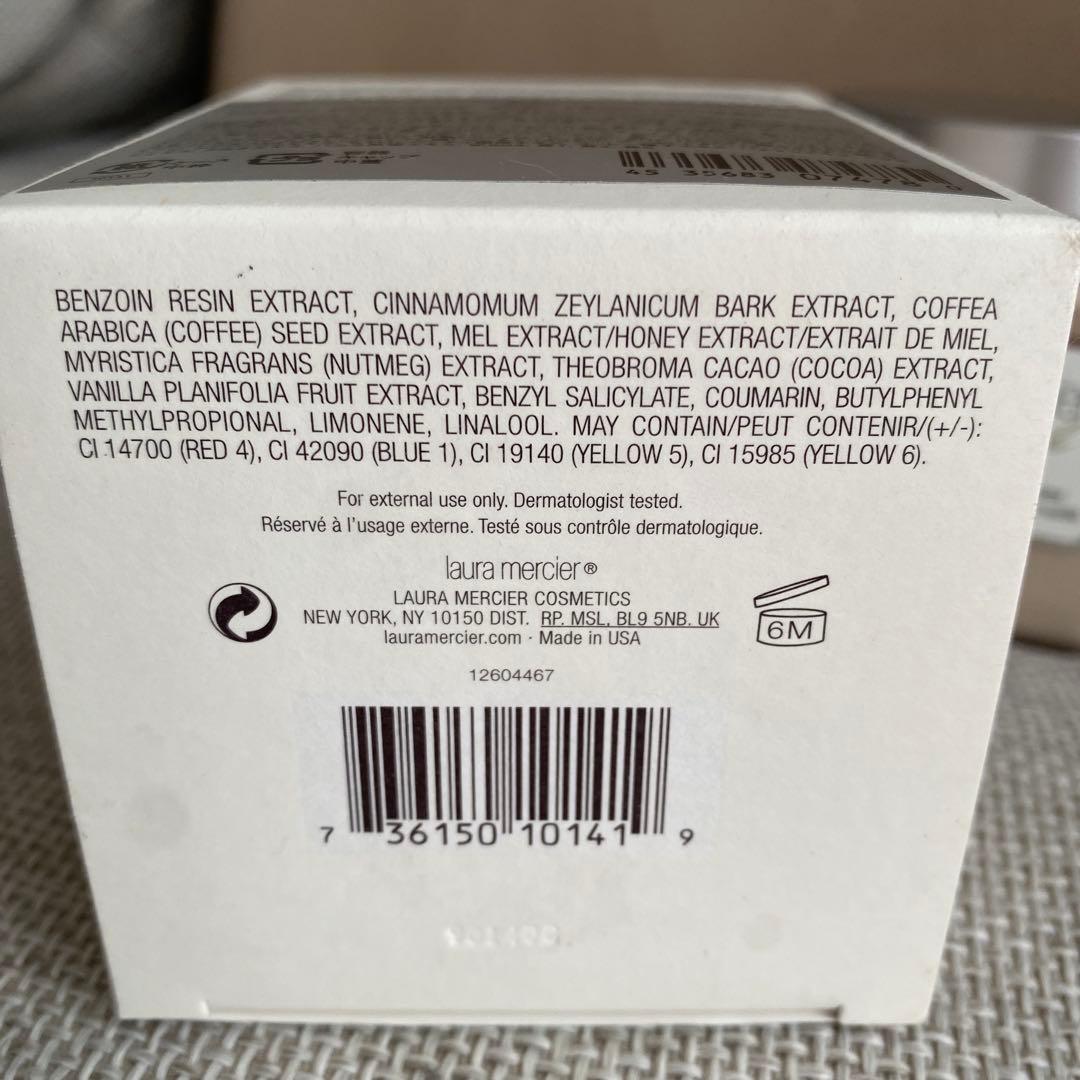 45 35683 07478 9
BENZOIN RESIN EXTRACT, CINNAMOMUM ZEYLANICUM BARK EXTRACT, COFFEA
ARABICA (COFFEE) SEED EXTRACT, MEL EXTRACT/HONEY EXTRACT/EXTRAIT DE MIEL,
MYRISTICA FRAGRANS (NUTMEG) EXTRACT, THEOBROMA CACAO (COCOA) EXTRACT,
VANILLA PLANIFOLIA FRUIT EXTRACT, BENZYL SALICYLATE, COUMARIN, BUTYLPHENYL
METHYLPROPIONAL, LIMONENE, LINALOOL. MAY CONTAIN/PEUT CONTENIR/(+/-):
CI 14700 (RED 4), CI 42090 (BLUE 1), CI 19140 (YELLOW 5), CI 15985 (YELLOW 6).
For external use only. Dermatologist tested.
Réservé à l'usage externe. Testé sous contrôle dermatologique.
laura mercier®
LAURA MERCIER COSMETICS
NEW YORK, NY 10150 DIST. RP. MSL, BL9 5NB. UK
lauramercier.com · Made in USA
6M
12604467
7 36150 10141 9